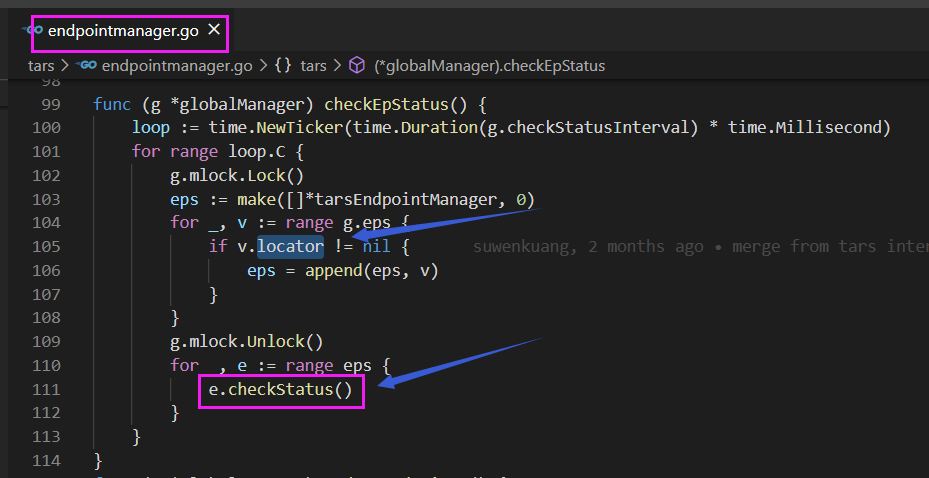 GO endpointmanager.go ×
tars > GO endpointmanager.go > {} tars > (*globalManager).checkEpStatus
98
99 func (g *globalManager) checkEpStatus() {
100 loop := time.NewTicker(time.Duration(g.checkStatusInterval) * time.Millisecond)
101 for range loop.C {
102 g.mlock.Lock()
103 eps := make([]*tarsEndpointManager, 0)
104 for _, v := range g.eps {
105 if v.locator != nil { suwenkuang, 2 months ago • merge from tars inter
106 eps = append(eps, v)
107 }
108 }
109 g.mlock.Unlock()
110 for _, e := range eps {
111 e.checkStatus()
112 }
113 }
114 }